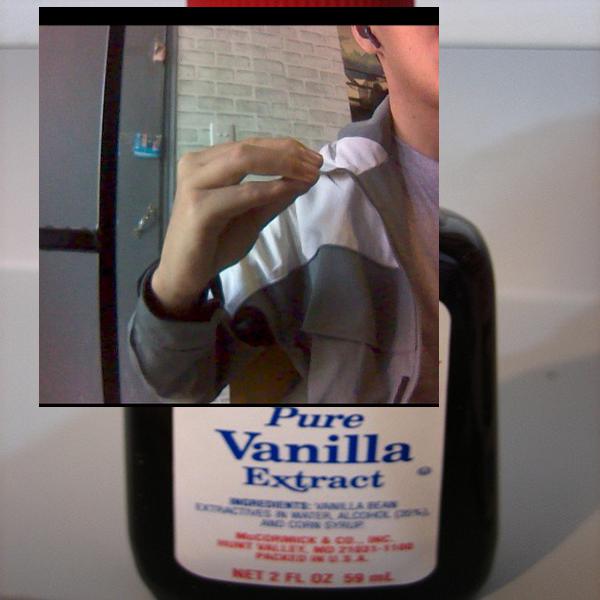 Pure
Vanilla
Extract
INGREDIENTS: VANILLA BEAN
EXTRACTIVES IN WATER, ALCOHOL (35%),
AND CORN SYRUP.
McCORMICK & CO., INC.
HUNT VALLEY, MD 21031-1100
PACKED IN U.S.A.
NET 2 FL OZ 59 mL